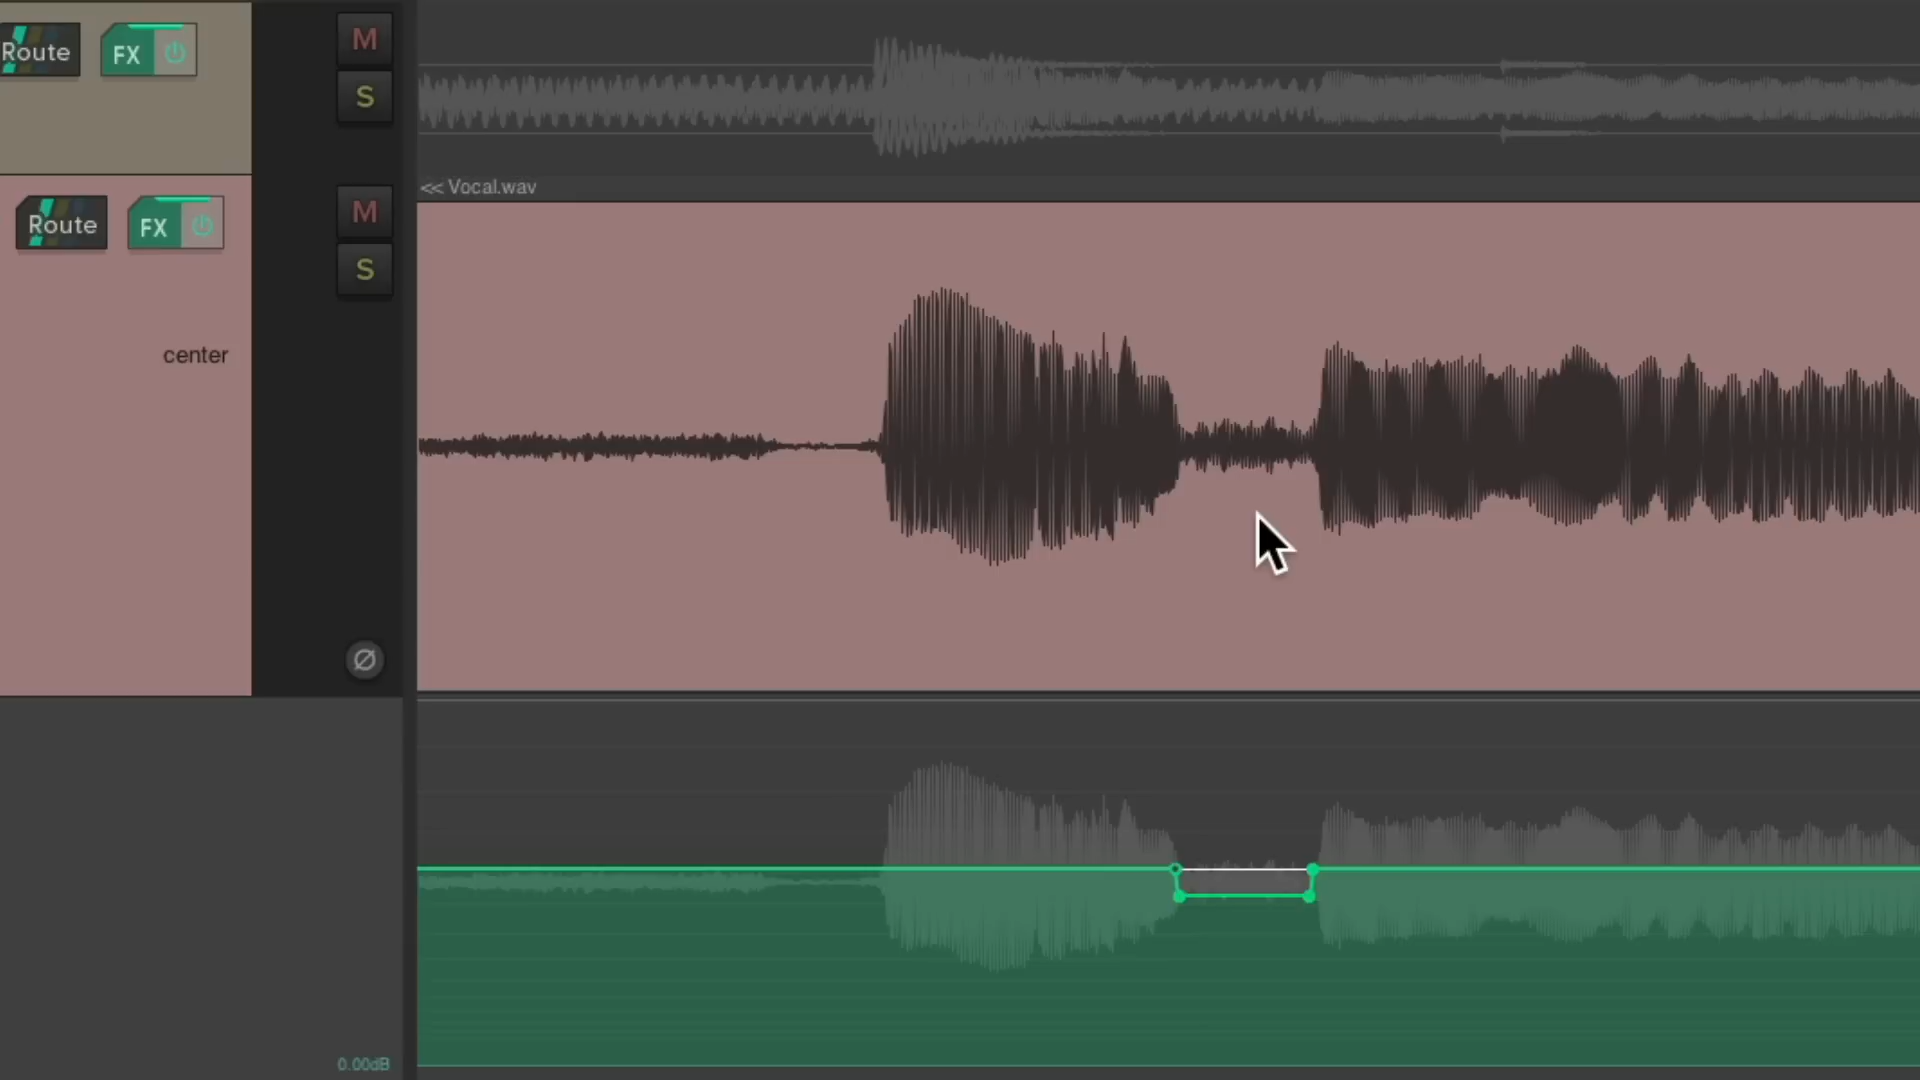 Route FX M
S
<< Vocal.wav
Route FX M
S
center
0.00dB